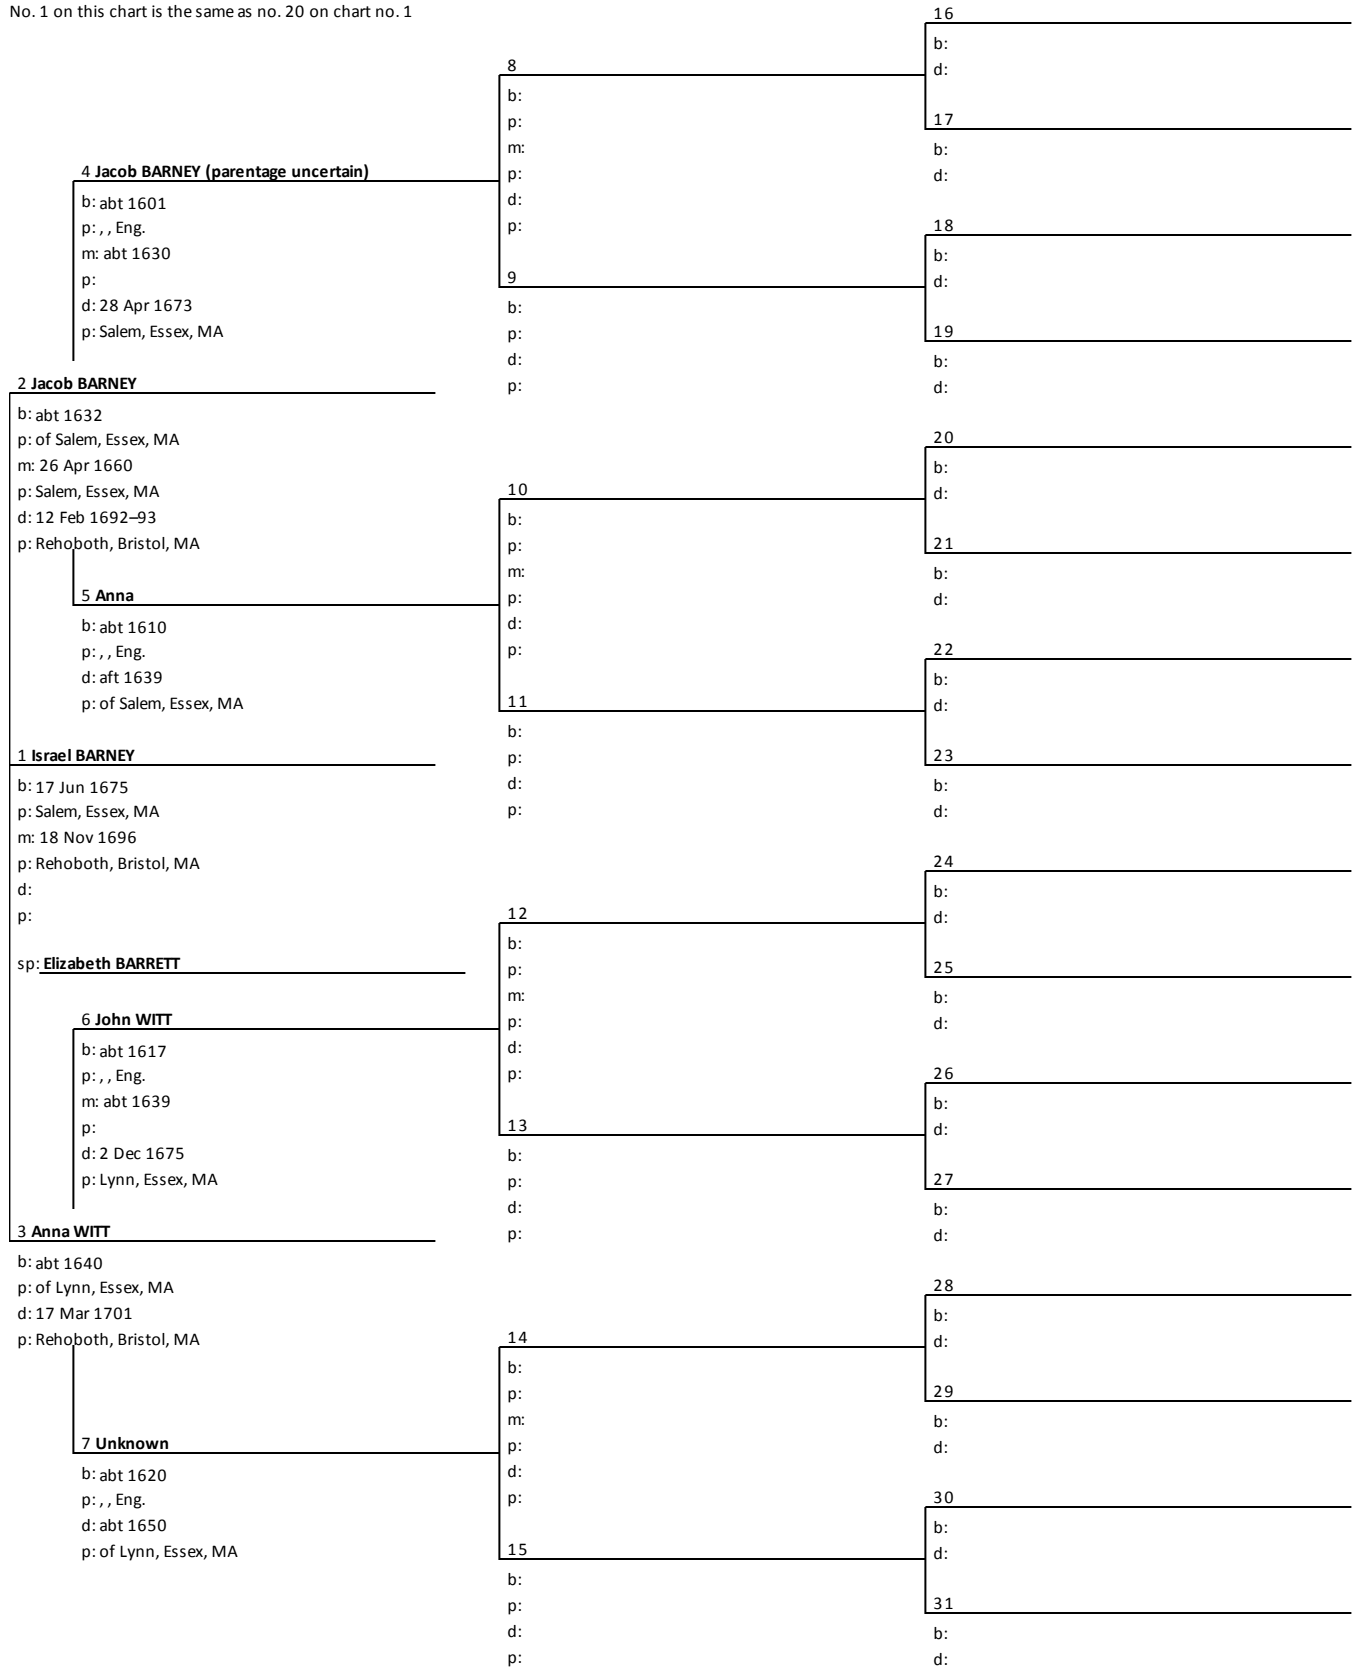 No. 1 on this chart is the same as no. 20 on chart no. 1
16
b:
d:
8
b:
p:
m:
p:
d:
p:
17
b:
d:
4 Jacob BARNEY (parentage uncertain)
b: abt 1601
p: , , Eng.
m: abt 1630
p:
d: 28 Apr 1673
p: Salem, Essex, MA
18
b:
d:
9
b:
p:
d:
p:
19
b:
d:
2 Jacob BARNEY
b: abt 1632
p: of Salem, Essex, MA
m: 26 Apr 1660
p: Salem, Essex, MA
d: 12 Feb 1692–93
p: Rehoboth, Bristol, MA
20
b:
d:
10
b:
p:
m:
p:
d:
p:
21
b:
d:
5 Anna
b: abt 1610
p: , , Eng.
d: aft 1639
p: of Salem, Essex, MA
22
b:
d:
11
b:
p:
d:
p:
23
b:
d:
1 Israel BARNEY
b: 17 Jun 1675
p: Salem, Essex, MA
m: 18 Nov 1696
p: Rehoboth, Bristol, MA
d:
p:
sp: Elizabeth BARRETT
24
b:
d:
12
b:
p:
m:
p:
d:
p:
25
b:
d:
6 John WITT
b: abt 1617
p: , , Eng.
m: abt 1639
p:
d: 2 Dec 1675
p: Lynn, Essex, MA
26
b:
d:
13
b:
p:
d:
p:
27
b:
d:
3 Anna WITT
b: abt 1640
p: of Lynn, Essex, MA
d: 17 Mar 1701
p: Rehoboth, Bristol, MA
28
b:
d:
14
b:
p:
m:
p:
d:
p:
29
b:
d:
7 Unknown
b: abt 1620
p: , , Eng.
d: abt 1650
p: of Lynn, Essex, MA
30
b:
d:
15
b:
p:
d:
p:
31
b:
d: